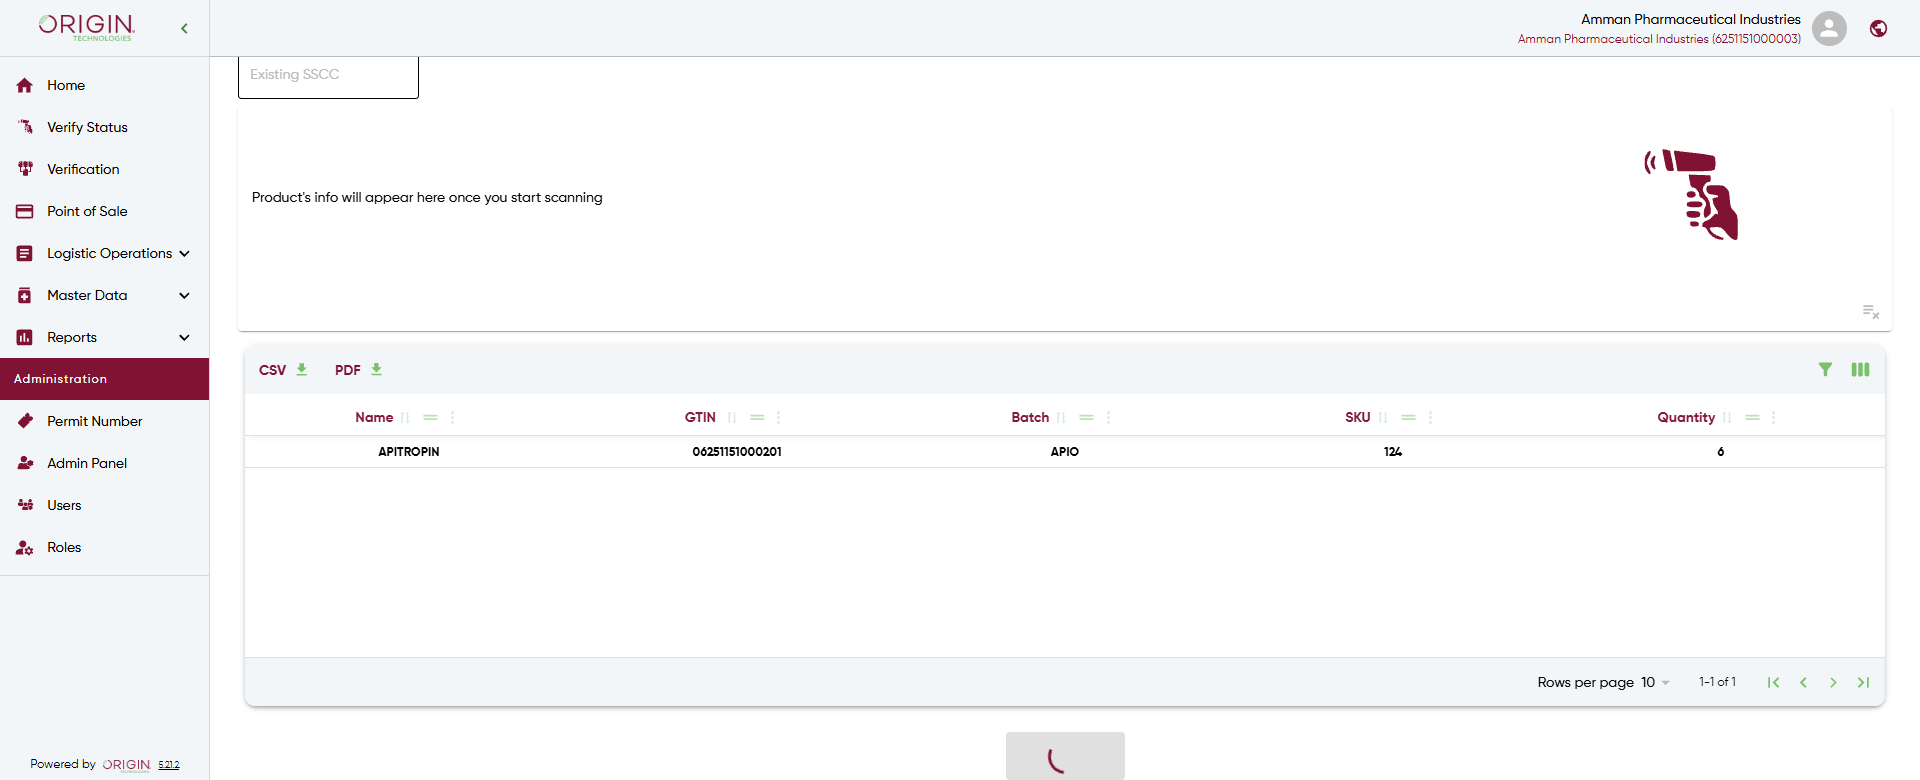 ORIGIN
TECHNOLOGIES
Amman Pharmaceutical Industries
Amman Pharmaceutical Industries (6251151000003)
Home
Verify Status
Verification
Point of Sale
Logistic Operations
Master Data
Reports
Administration
Permit Number
Admin Panel
Users
Roles
Powered by ORIGIN 5.21.2
Existing SSCC
Product's info will appear here once you start scanning
CSV PDF
Name GTIN Batch SKU Quantity
APITROPIN 06251151000201 API0 124 6
Rows per page 10 1-1 of 1